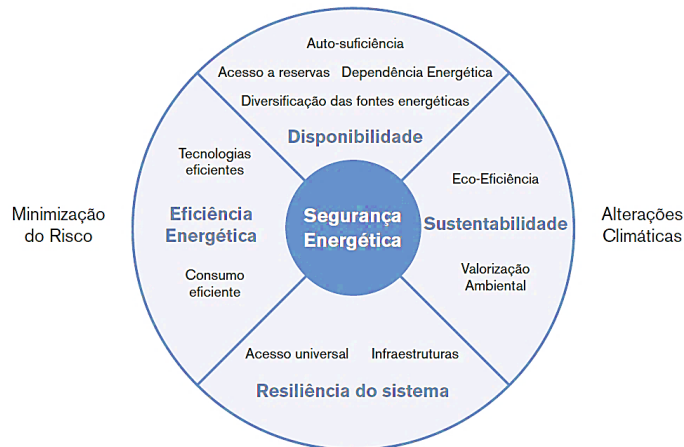 Auto-suficiência
Acesso a reservas Dependência Energética
Diversificação das fontes energéticas
Disponibilidade
Tecnologias
eficientes
Eficiência
Energética
Consumo
eficiente
Minimização
do Risco
Segurança
Energética
Eco-Eficiência
Sustentabilidade
Valorização
Ambiental
Alterações
Climáticas
Acesso universal Infraestruturas
Resiliência do sistema